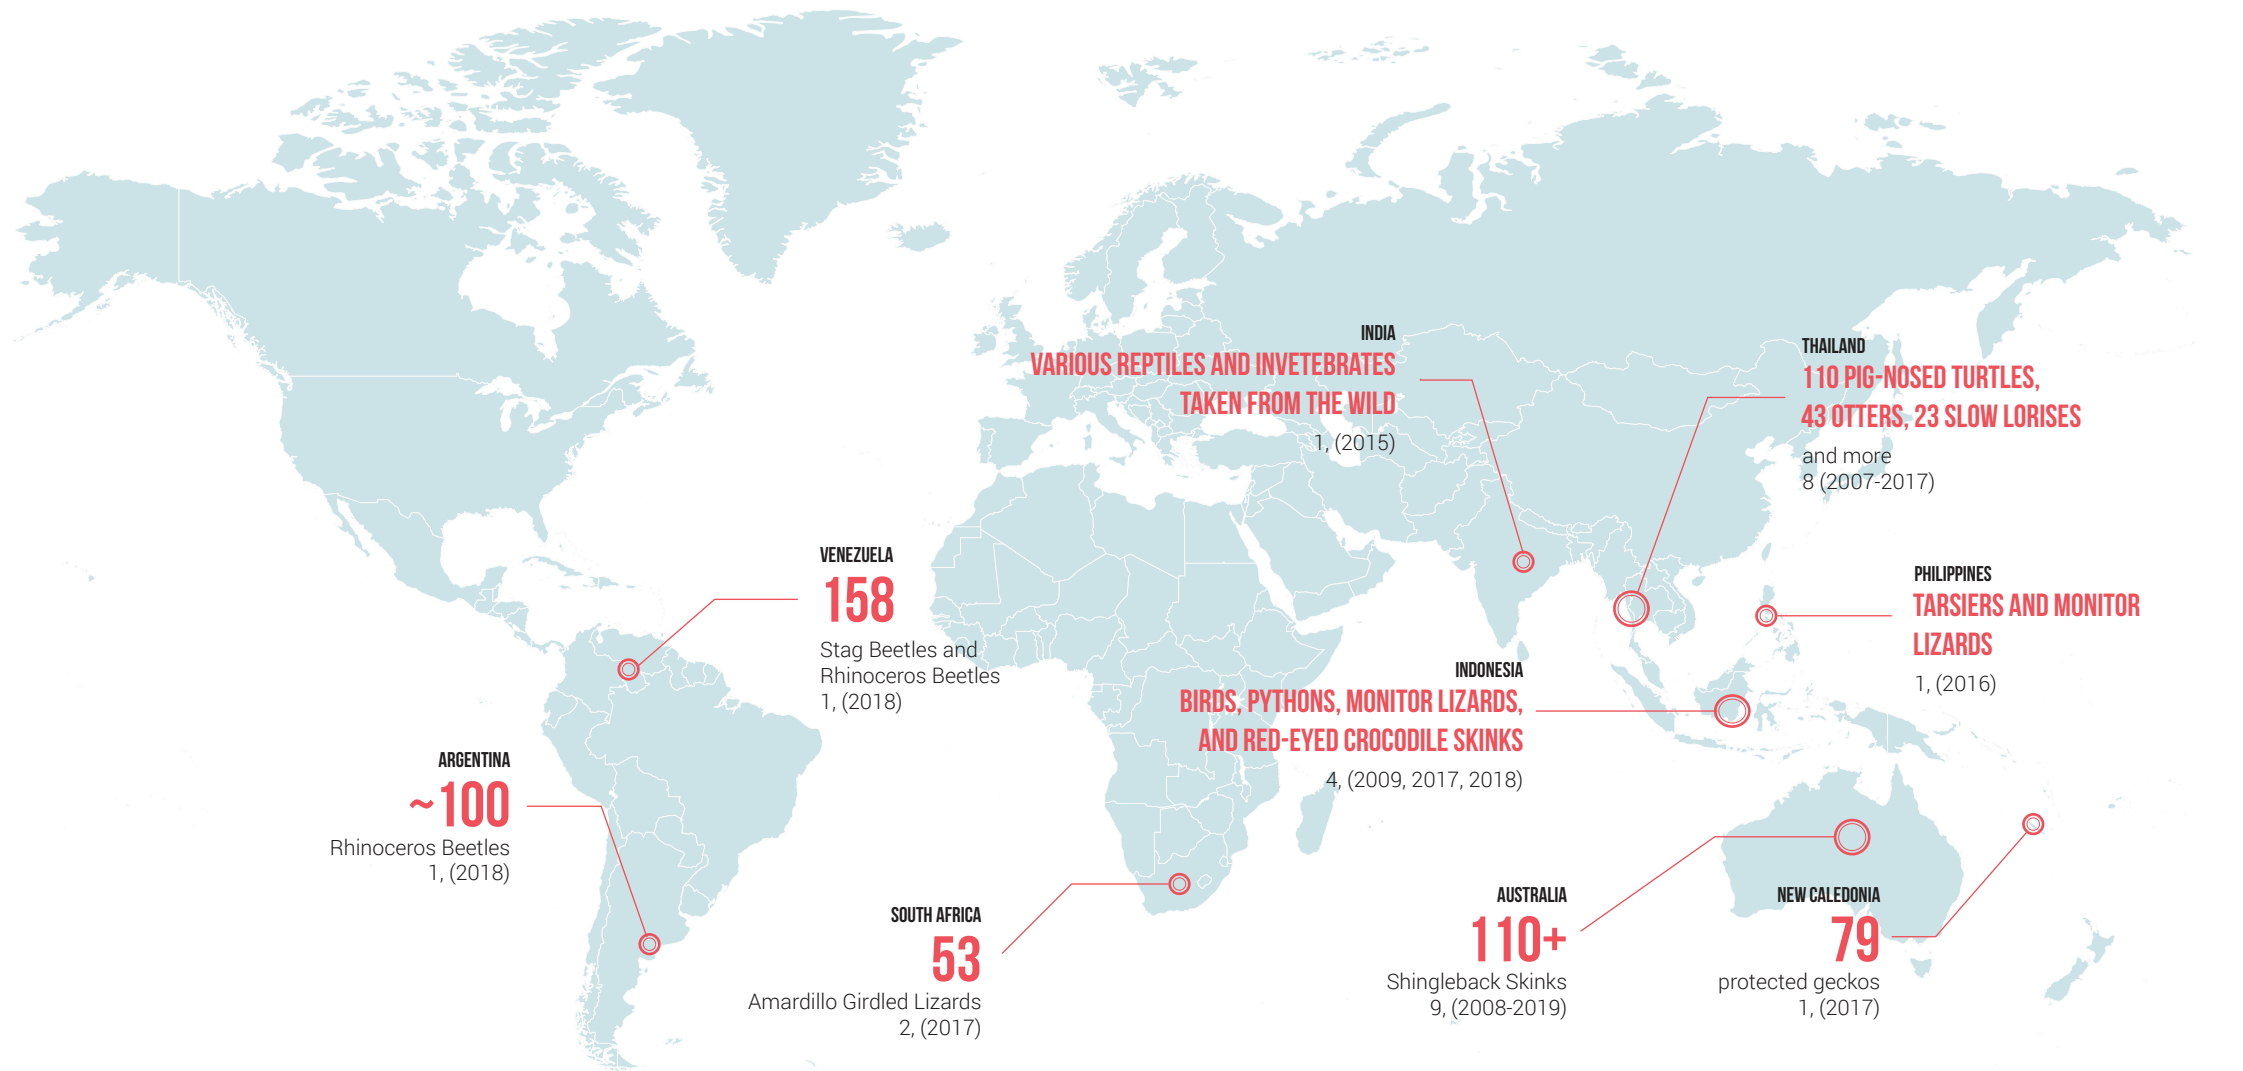 INDIA
VARIOUS REPTILES AND INVETEBRATES
TAKEN FROM THE WILD
1, (2015)
THAILAND
110 PIG-NOSED TURTLES,
43 OTTERS, 23 SLOW LORISES
and more
8 (2007-2017)
VENEZUELA
158
Stag Beetles and
Rhinoceros Beetles
1, (2018)
PHILIPPINES
TARSIERS AND MONITOR
LIZARDS
1, (2016)
INDONESIA
BIRDS, PYTHONS, MONITOR LIZARDS,
AND RED-EYED CROCODILE SKINKS
4, (2009, 2017, 2018)
ARGENTINA
~100
Rhinoceros Beetles
1, (2018)
SOUTH AFRICA
53
Amardillo Girdled Lizards
2, (2017)
AUSTRALIA
110+
Shingleback Skinks
9, (2008-2019)
NEW CALEDONIA
79
protected geckos
1, (2017)